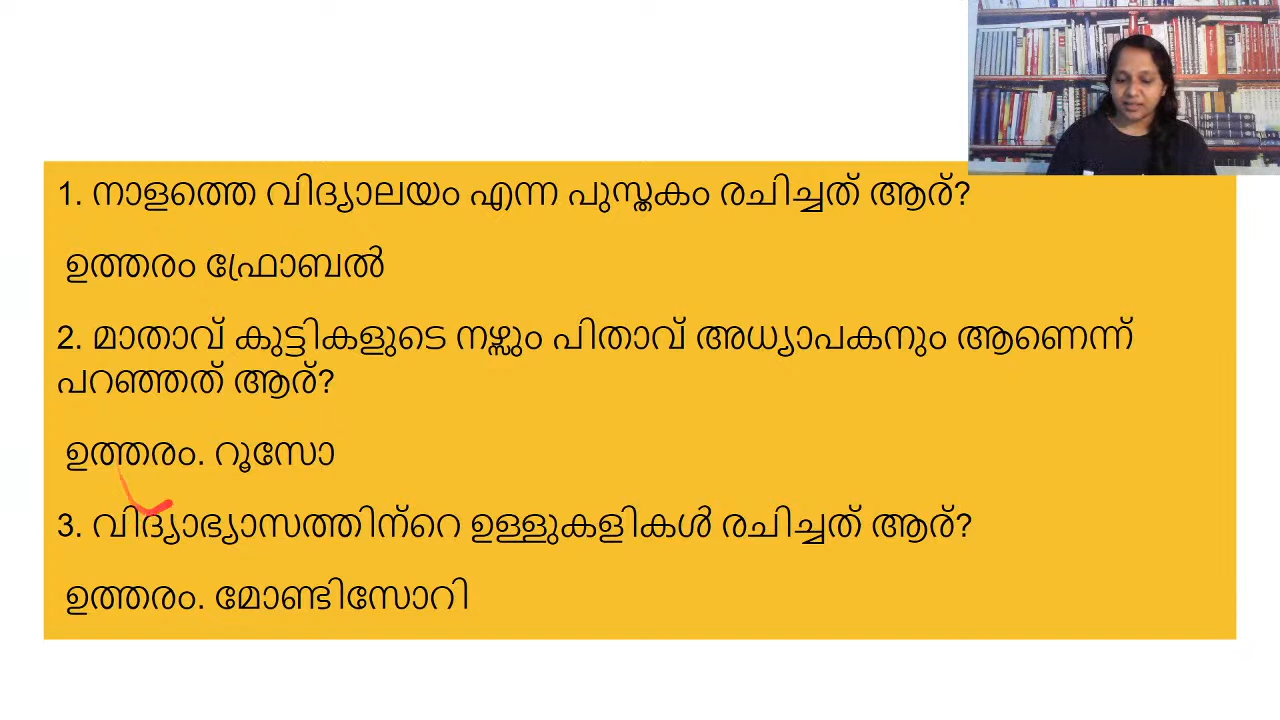 1. നാളത്തെ വിദ്യാലയം എന്ന പുസ്തകം രചിച്ചത് ആര്?
ഉത്തരം ഫ്രോബൽ
2. മാതാവ് കുട്ടികളുടെ നഴ്സും പിതാവ് അധ്യാപകനും ആണെന്ന്
പറഞ്ഞത് ആര്?
ഉത്തരം. റൂസോ
3. വിദ്യാഭ്യാസത്തിന്റെ ഉള്ളുകളികൾ രചിച്ചത് ആര്?
ഉത്തരം. മോണ്ടിസോറി